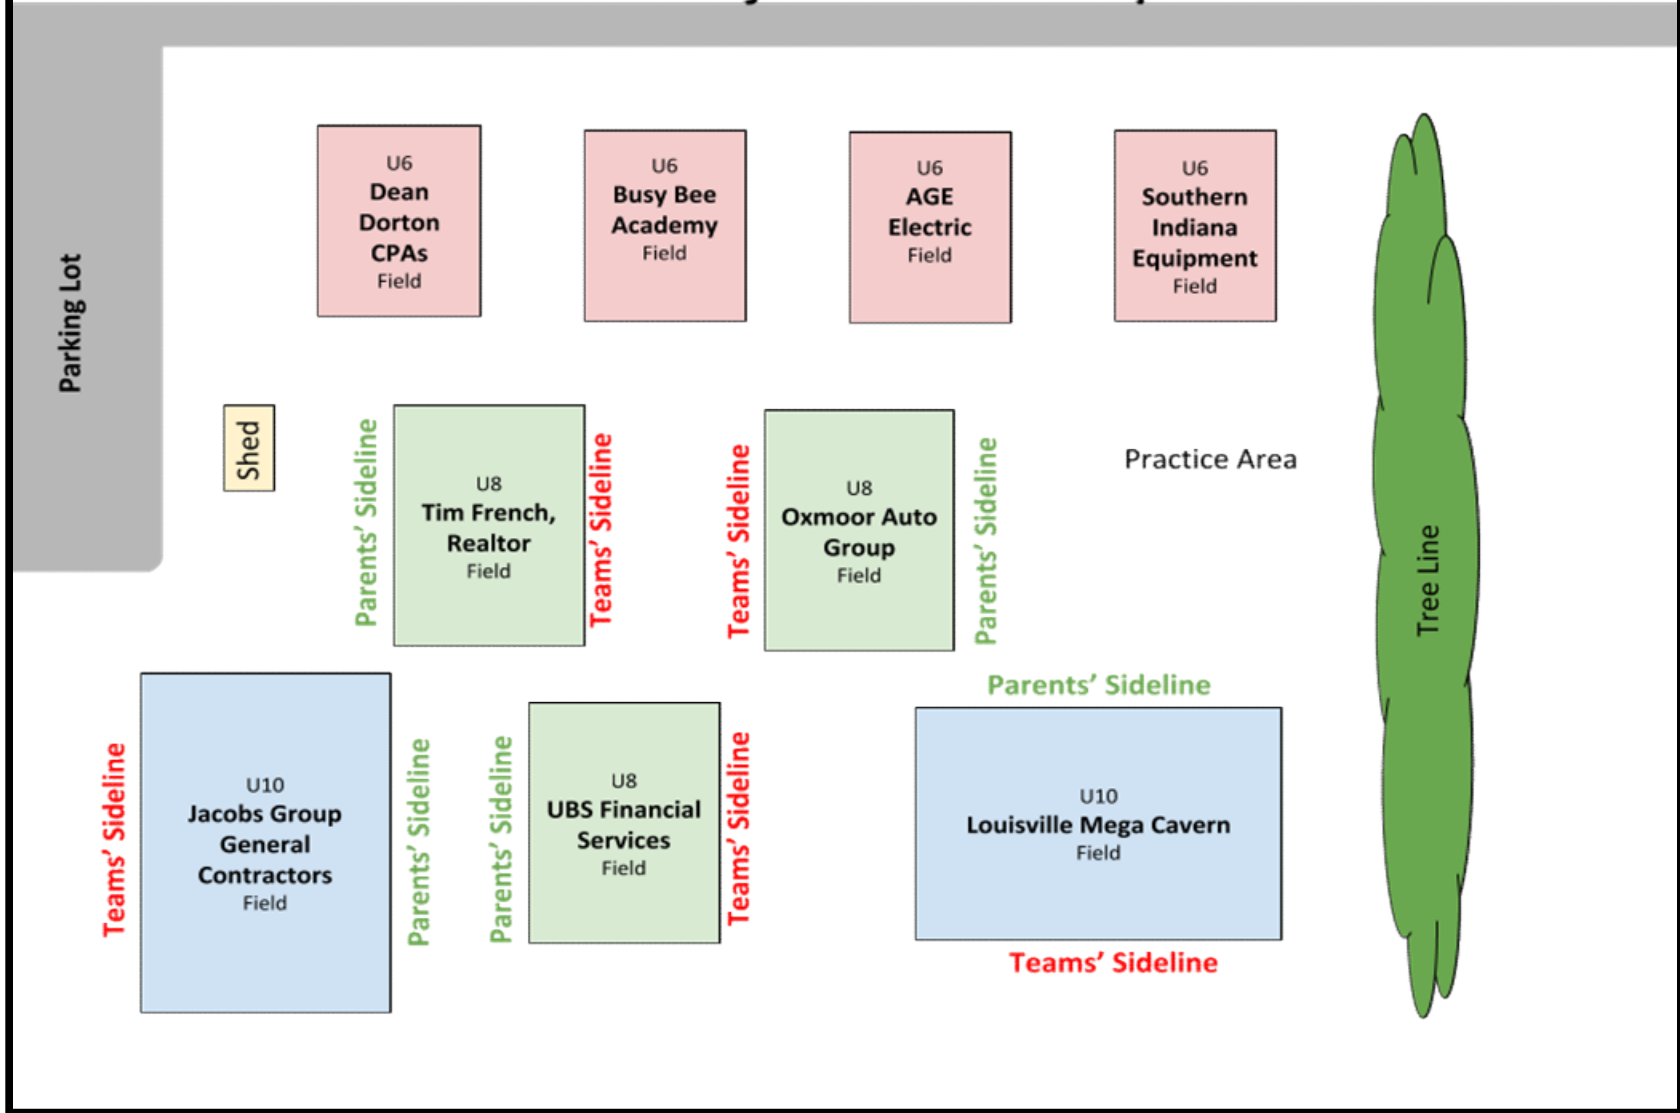 Parking Lot
U6
Dean
Dorton
CPAs
Field
U6
Busy Bee
Academy
Field
U6
AGE
Electric
Field
U6
Southern
Indiana
Equipment
Field
Shed
Parents’ Sideline
U8
Tim French,
Realtor
Field
Teams’ Sideline
Teams’ Sideline
U8
Oxmoor Auto
Group
Field
Parents’ Sideline
Practice Area
Tree Line
Teams’ Sideline
U10
Jacobs Group
General
Contractors
Field
Parents’ Sideline
Parents’ Sideline
U8
UBS Financial
Services
Field
Teams’ Sideline
Parents’ Sideline
U10
Louisville Mega Cavern
Field
Teams’ Sideline